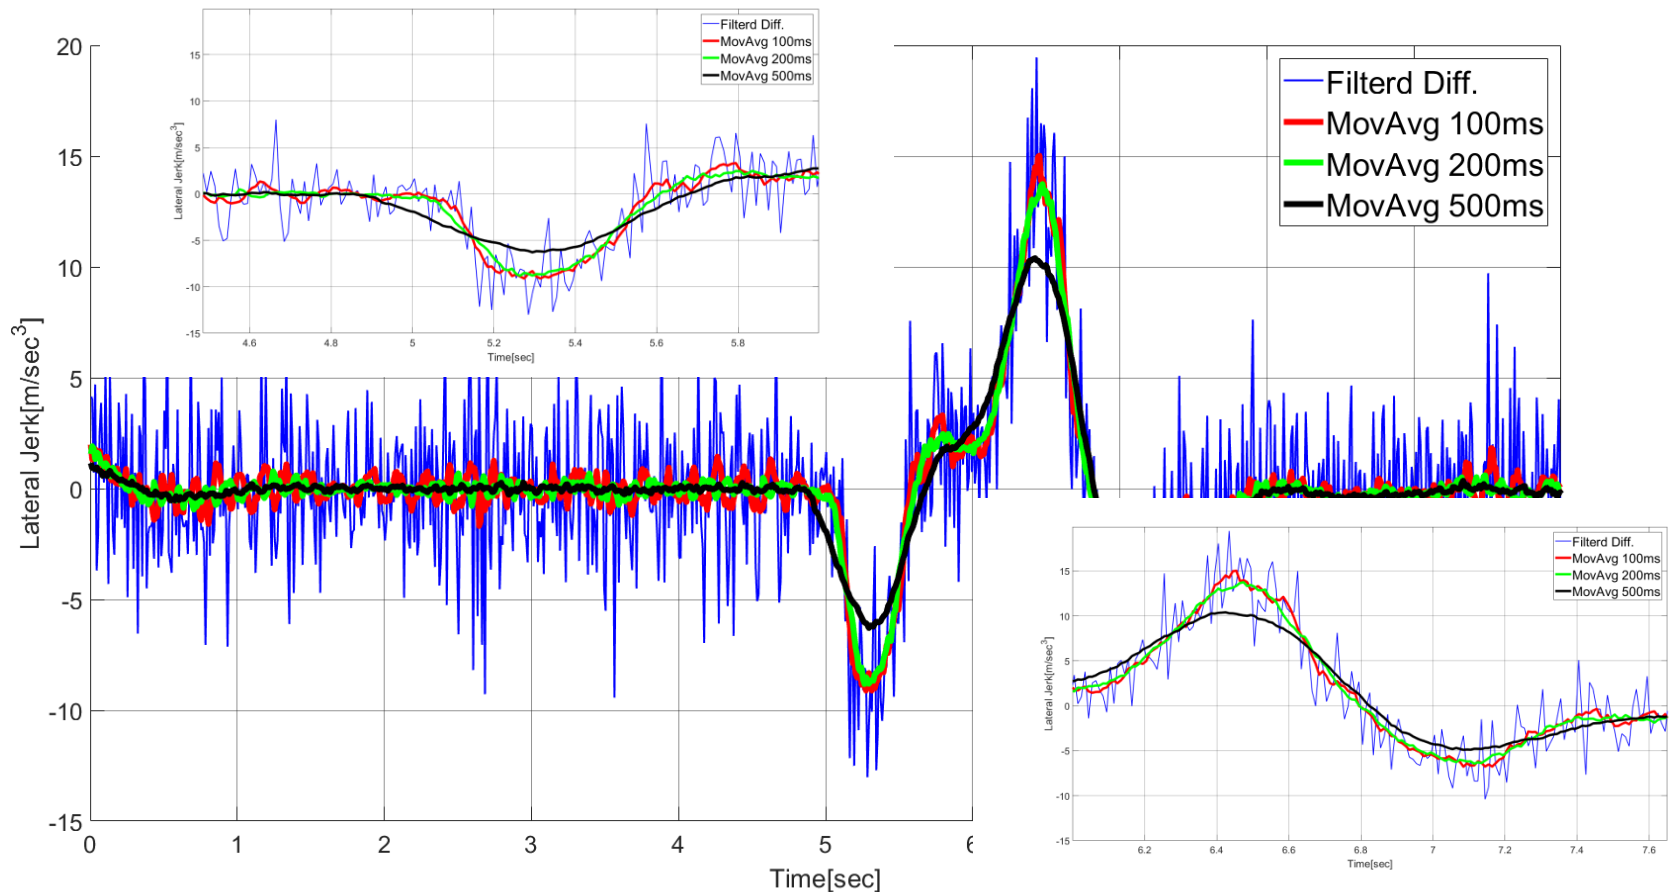 Filterd Diff.
MovAvg 100ms
MovAvg 200ms
MovAvg 500ms
15
10
5
0
-5
-10
-15
Lateral Jerk[m/sec3]
4.6
4.8
5
5.2
5.4
5.6
5.8
Time[sec]
Filterd Diff.
MovAvg 100ms
MovAvg 200ms
MovAvg 500ms
20
15
10
5
0
-5
-10
-15
Lateral Jerk[m/sec3]
0
1
2
3
4
5
Time[sec]
Filterd Diff.
MovAvg 100ms
MovAvg 200ms
MovAvg 500ms
15
10
5
0
-5
-10
-15
Lateral Jerk[m/sec3]
6.2
6.4
6.6
6.8
7
7.2
7.4
7.6
Time[sec]